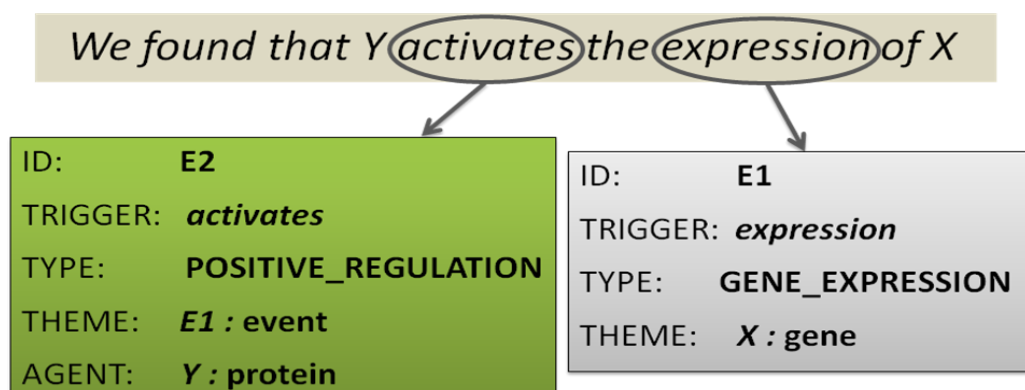 We found that Y activates the expression of X
ID: E2
TRIGGER: activates
TYPE: POSITIVE_REGULATION
THEME: E1 : event
AGENT: Y : protein
ID: E1
TRIGGER: expression
TYPE: GENE_EXPRESSION
THEME: X : gene